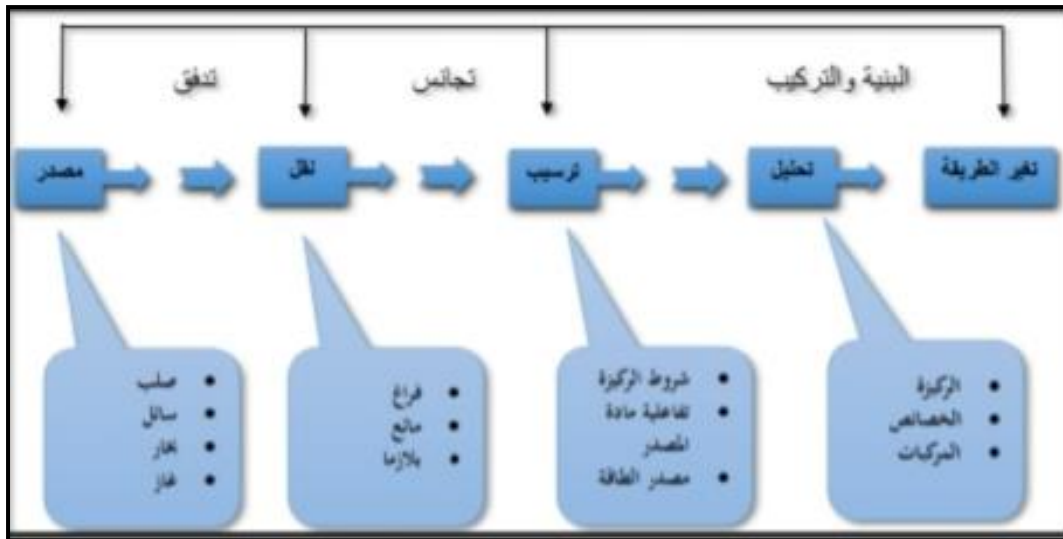 تدفق
تجانس
البنية والتركيب
مصدر
نقل
ترسيب
تحليل
تغير الطريقة
• صلب
• سائل
• بخار
• غاز
• فراغ
• مائع
• بلازما
• شروط الركيزة
• تفاعلية مادة
المصدر
• مصدر الطاقة
• الركيزة
• الخصائص
• المركبات